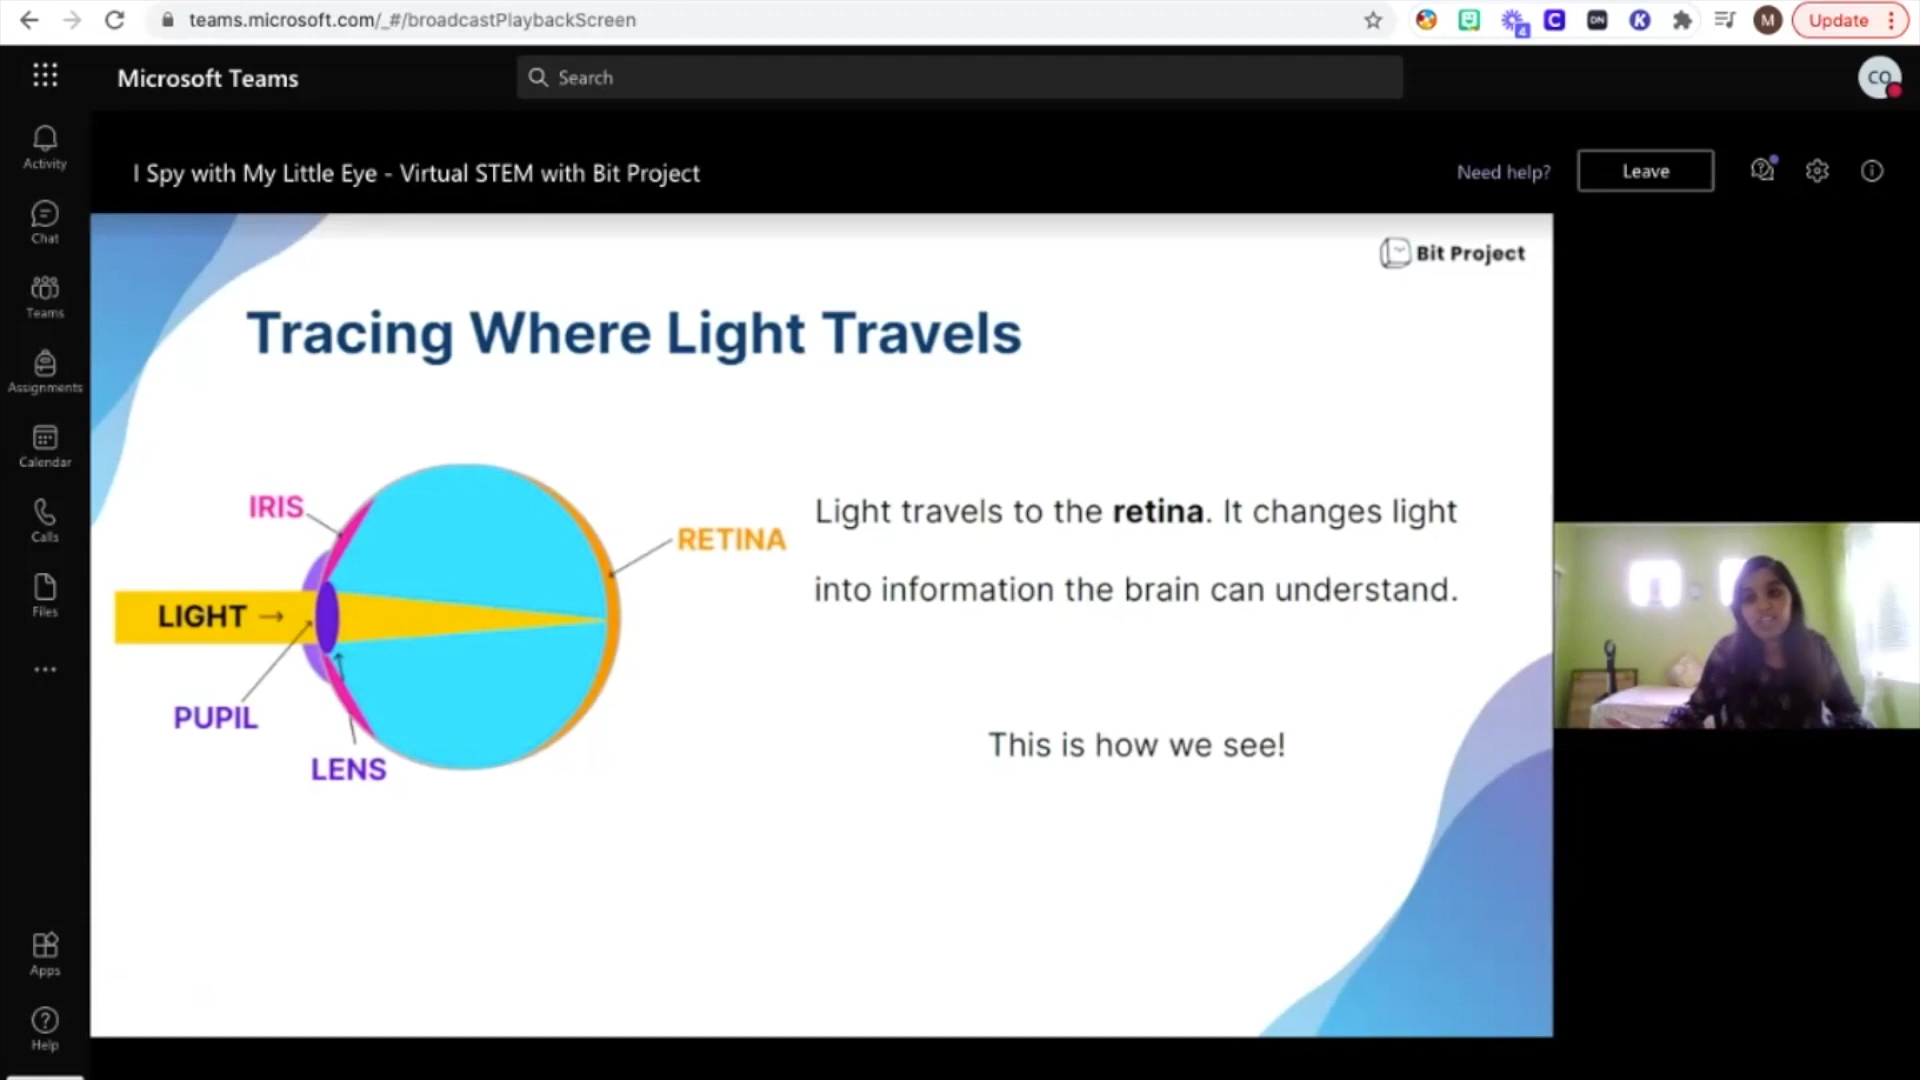 teams.microsoft.com/_#/broadcastPlaybackScreen
4
C
DN
K
M
Update
Microsoft Teams
Search
CO
Activity
Chat
Teams
Assignments
Calendar
Calls
Files
Apps
Help
I Spy with My Little Eye - Virtual STEM with Bit Project
Need help?
Leave
Bit Project
Tracing Where Light Travels
IRIS
RETINA
LIGHT →
PUPIL
LENS
Light travels to the retina. It changes light
into information the brain can understand.
This is how we see!